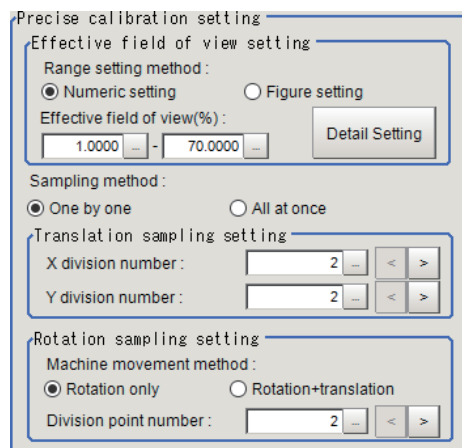 Precise calibration setting
Effective field of view setting
Range setting method :
Numeric setting Figure setting
Effective field of view(%) :
1.0000 ... - 70.0000 ... Detail Setting
Sampling method :
One by one All at once
Translation sampling setting
X division number : 2 ... < >
Y division number : 2 ... < >
Rotation sampling setting
Machine movement method :
Rotation only Rotation+translation
Division point number : 2 ... < >